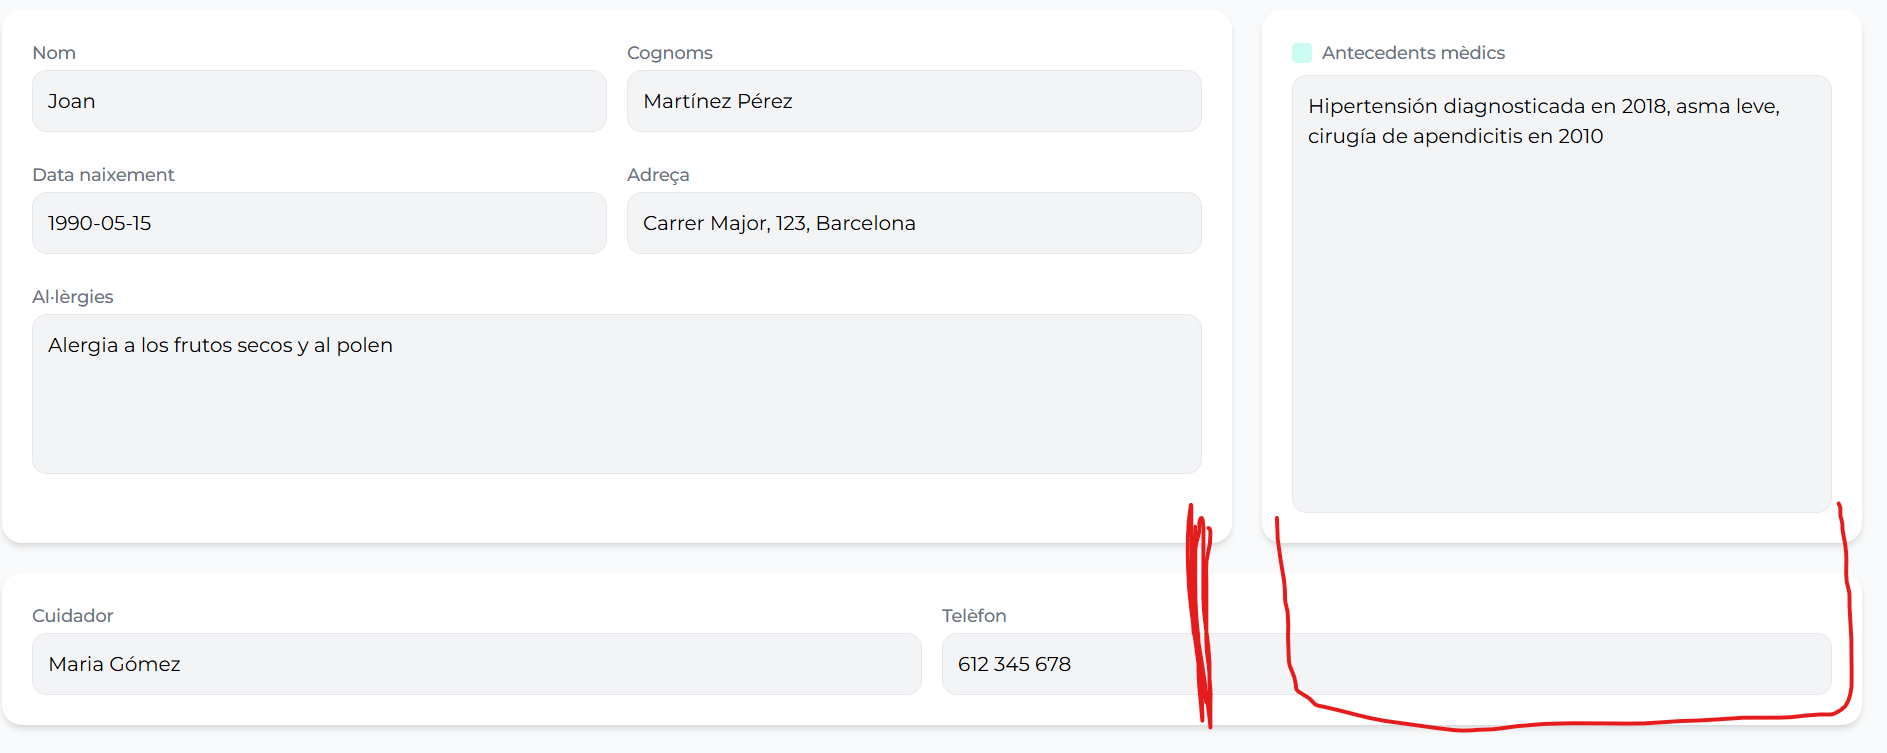 Nom
Joan
Cognoms
Martínez Pérez
Data naixement
1990-05-15
Adreça
Carrer Major, 123, Barcelona
Al·lèrgies
Alergia a los frutos secos y al polen
Antecedents mèdics
Hipertensión diagnosticada en 2018, asma leve,
cirugía de apendicitis en 2010
Cuidador
Maria Gómez
Telèfon
612 345 678